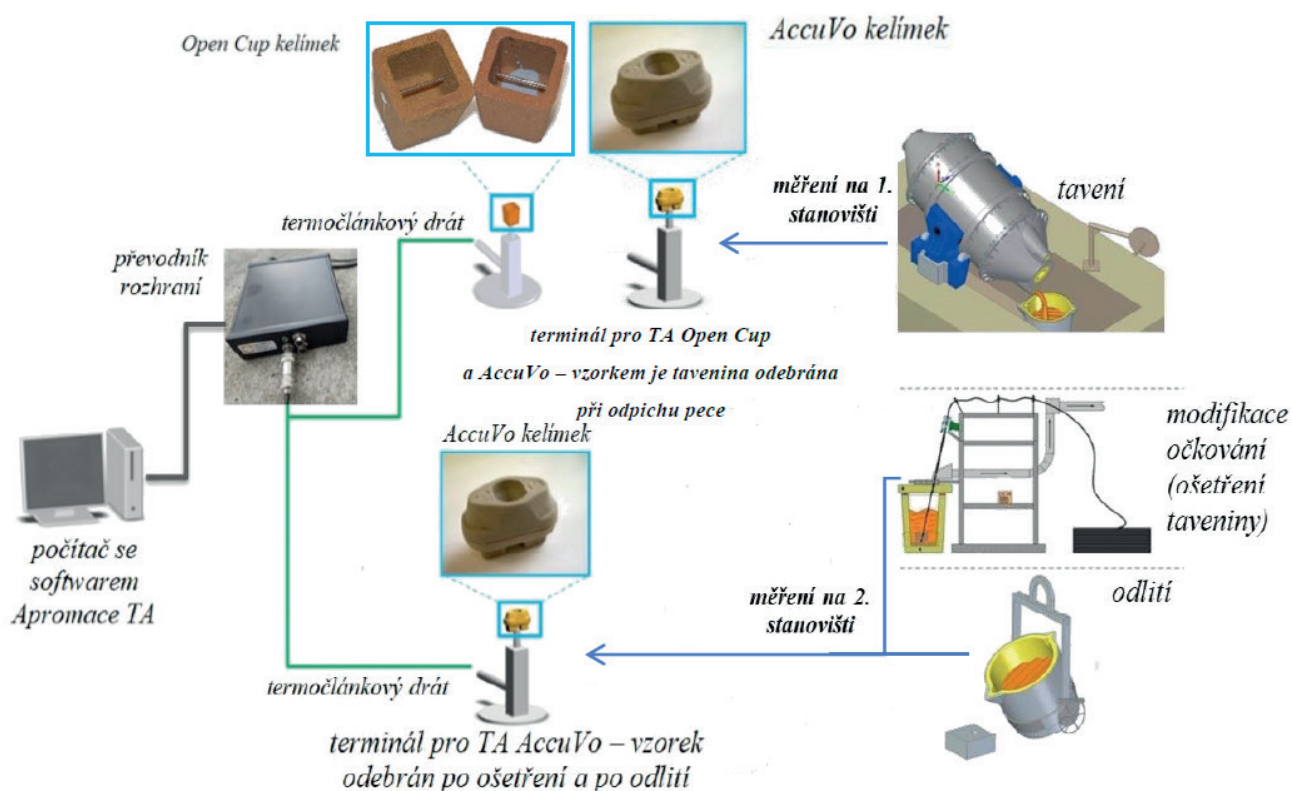 Open Cup kelímek
AccuVo kelímek
měření na 1.
stanovišti
tavení
termočlánkový drát
převodník
rozhraní
terminál pro TA Open Cup
a AccuVo – vzorkem je tavenina odebrána
při odpichu pece
AccuVo kelímek
modifikace
očkování
(ošetření
taveniny)
počítač se
softwarem
Apromace TA
měření na 2.
stanovišti
odlití
termočlánkový drát
terminál pro TA AccuVo – vzorek
odebrán po ošetření a po odlití